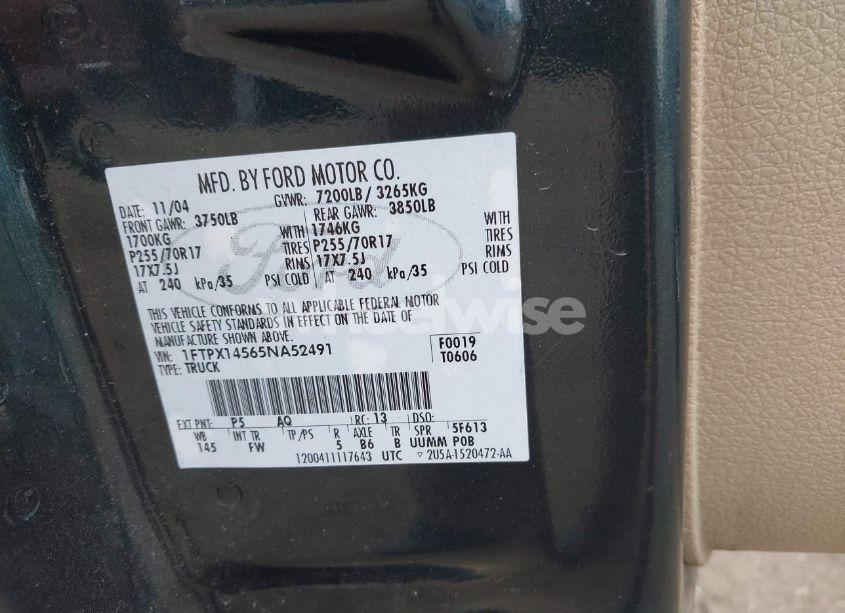 MFD. BY FORD MOTOR CO.
DATE: 11/04 GVWR: 7200LB / 3265KG
FRONT GAWR: 3750LB REAR GAWR: 3850LB
1700KG WITH 1746KG WITH
P255/70R17 TIRES P255/70R17 TIRES
17X7.5J RIMS 17X7.5J RIMS
AT 240 kPa/35 PSI COLD AT 240 kPa/35 PSI COLD
THIS VEHICLE CONFORMS TO ALL APPLICABLE FEDERAL MOTOR
VEHICLE SAFETY STANDARDS IN EFFECT ON THE DATE OF
MANUFACTURE SHOWN ABOVE.
VIN: 1FTPX14565NA52491 F0019
TYPE: TRUCK T0606
EXT PNT: P5 AQ RC: 13 DSO:
WB INT TR TP/PS R AXLE TR SPR 5F613
145 FW 5 B6 B UUMM P0B
1200411117643 UTC ▽ 2U5A-1520472-AA
Ford